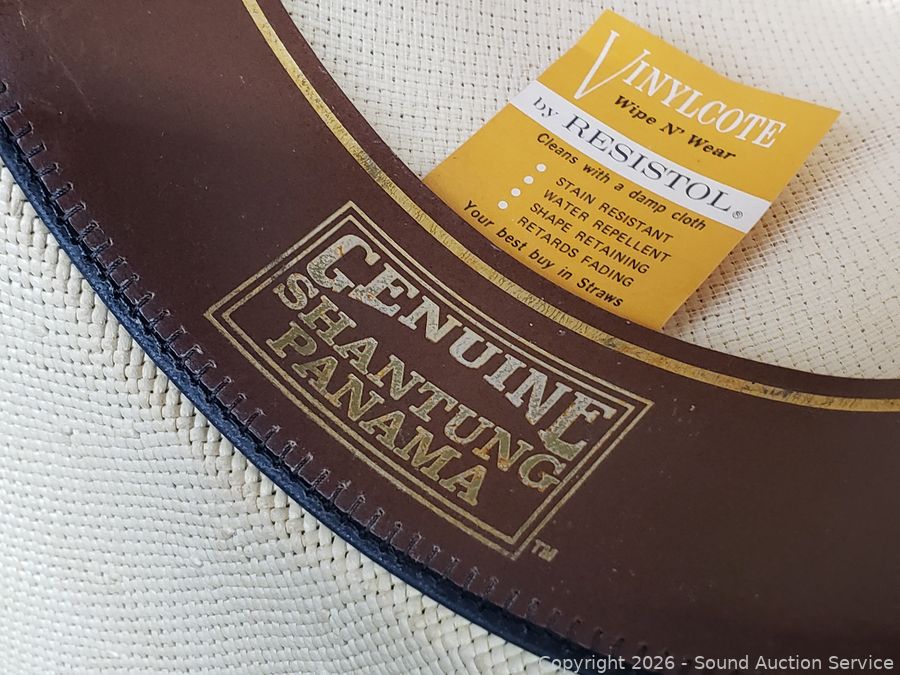 VINYLCOTE
Wipe N' Wear
by RESISTOL®
Cleans with a damp cloth
STAIN RESISTANT
WATER REPELLENT
SHAPE RETAINING
RETARDS FADING
Your best buy in Straws
GENUINE
SHANTUNG
PANAMA
TM
Copyright 2026 - Sound Auction Service